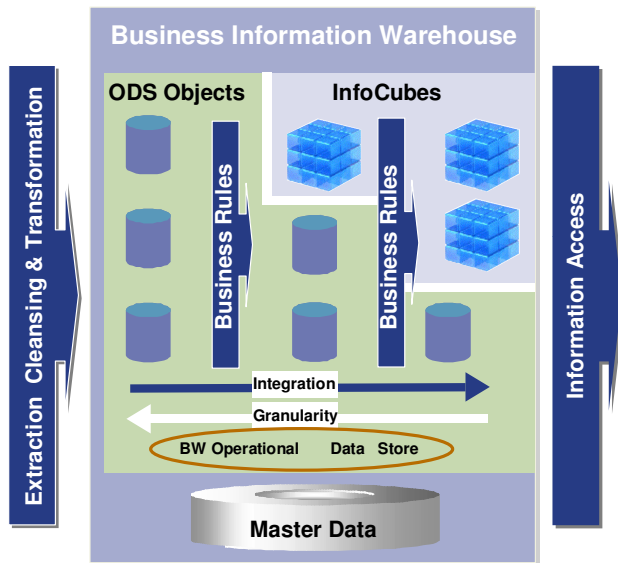 Business Information Warehouse
ODS Objects
InfoCubes
Extraction Cleansing & Transformation
Business Rules
Business Rules
Information Access
Integration
Granularity
BW Operational Data Store
Master Data